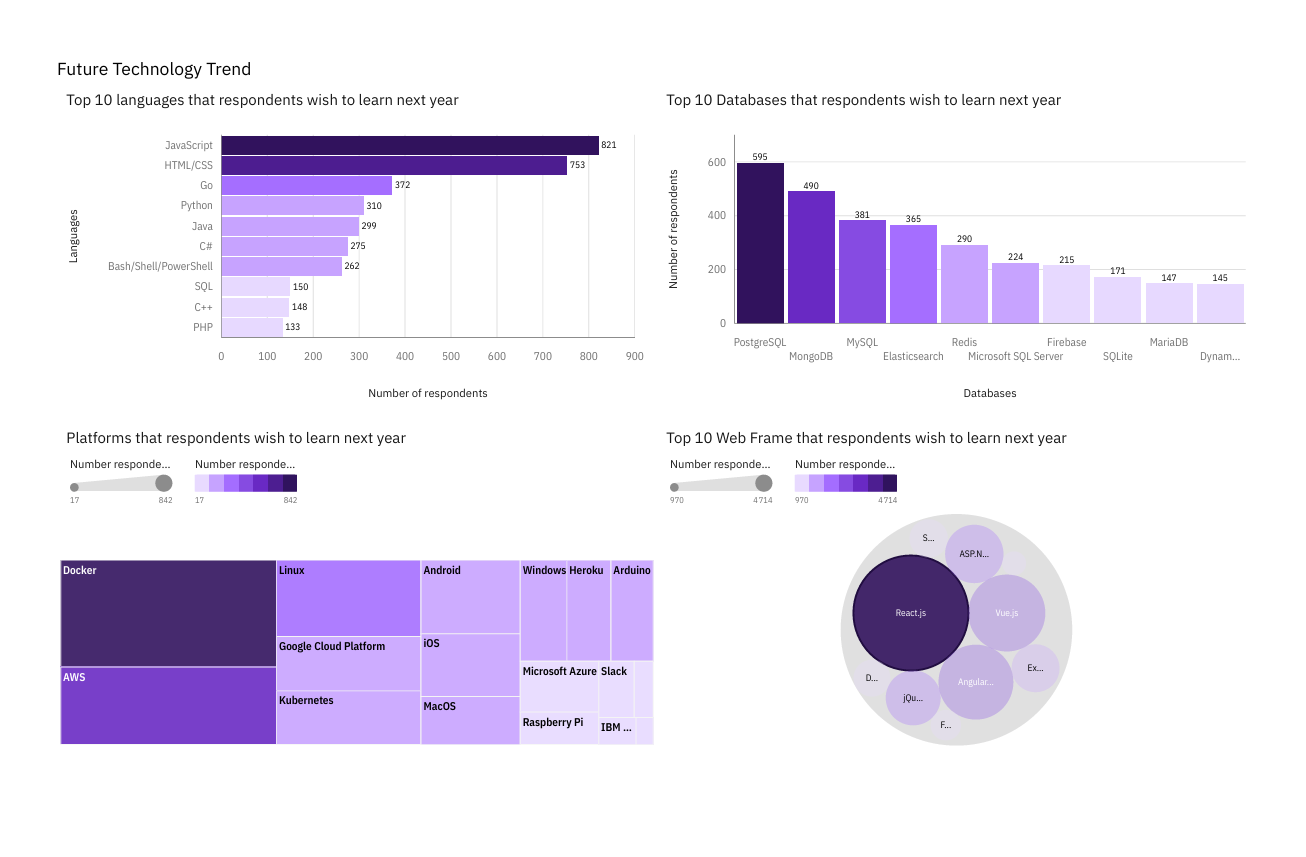 Future Technology Trend
Top 10 languages that respondents wish to learn next year
Languages
JavaScript 821
HTML/CSS 753
Go 372
Python 310
Java 299
C# 275
Bash/Shell/PowerShell 262
SQL 150
C++ 148
PHP 133
0 100 200 300 400 500 600 700 800 900
Number of respondents
Top 10 Databases that respondents wish to learn next year
Number of respondents
600
400
200
0
595 490 381 365 290 224 215 171 147 145
PostgreSQL MySQL Redis Firebase MariaDB
MongoDB Elasticsearch Microsoft SQL Server SQLite Dynam...
Databases
Platforms that respondents wish to learn next year
Number responde... Number responde...
17 842 17 842
Docker Linux Android Windows Heroku Arduino
iOS
Google Cloud Platform
Microsoft Azure Slack
AWS
Kubernetes
MacOS
Raspberry Pi
IBM ...
Top 10 Web Frame that respondents wish to learn next year
Number responde... Number responde...
970 4714 970 4714
S...
ASP.N...
React.js Vue.js
Ex...
D...
Angular...
jQu...
F...